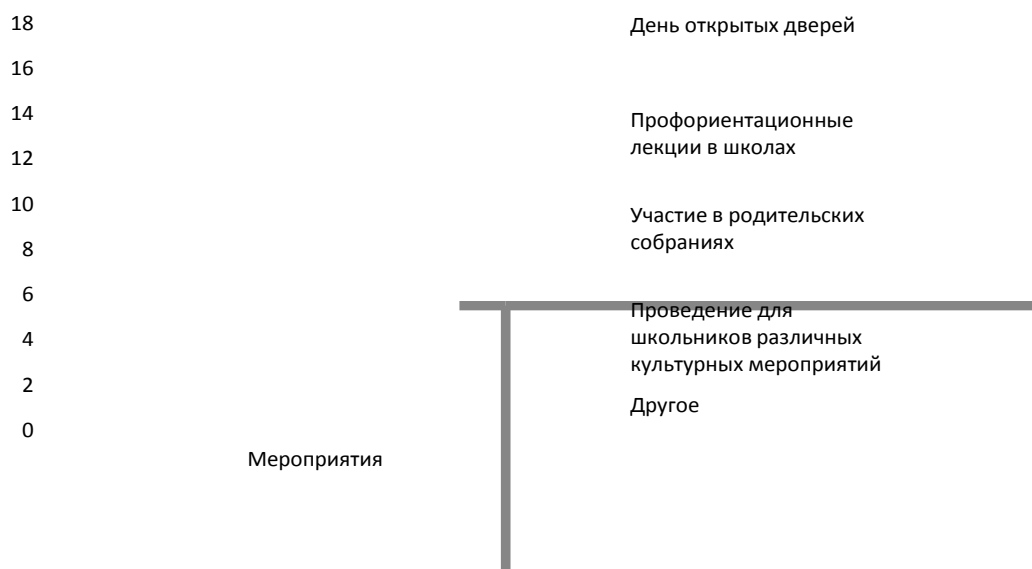 18
16
14
12
10
8
6
4
2
0
Мероприятия
День открытых дверей
Профориентационные
лекции в школах
Участие в родительских
собраниях
Проведение для
школьников различных
культурных мероприятий
Другое